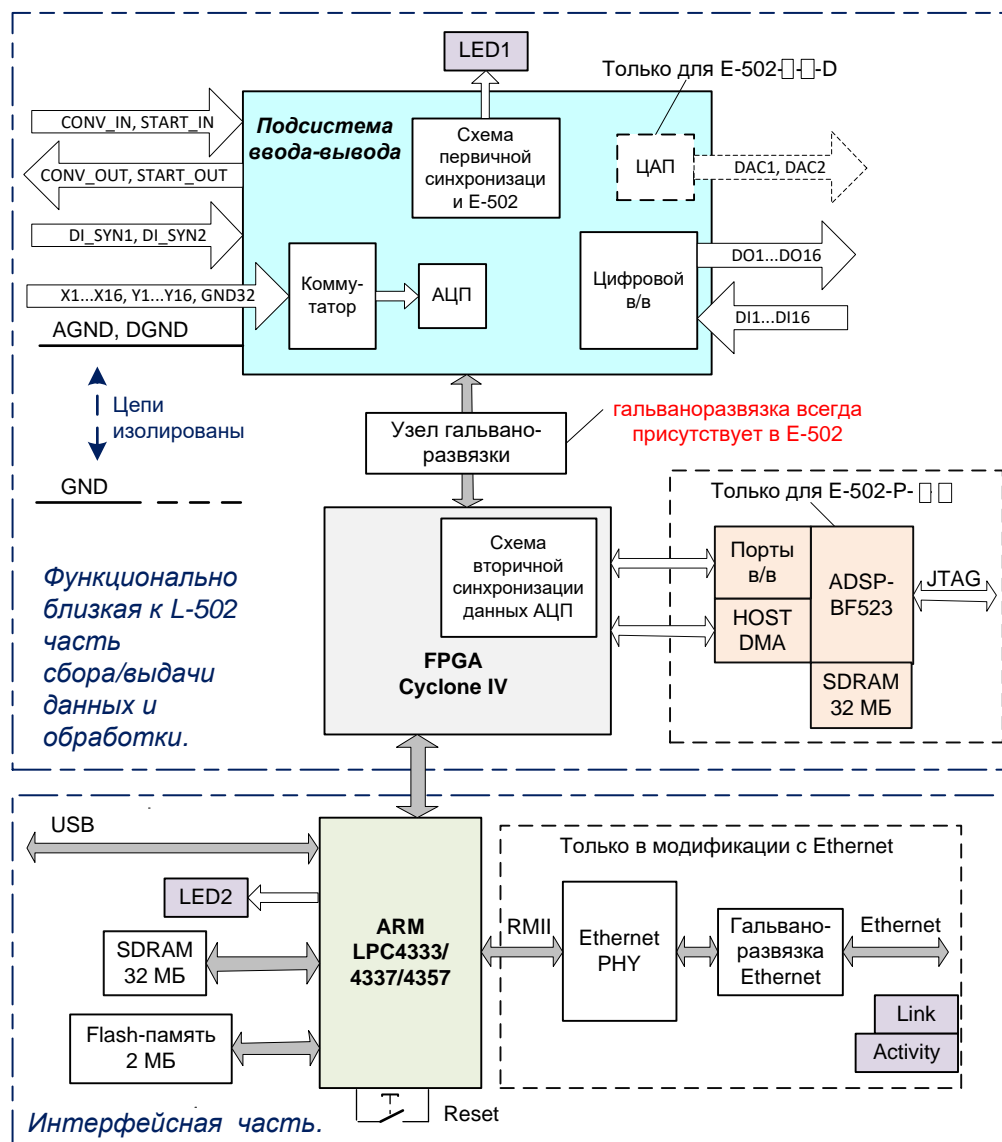 LED1
Только для E-502-□-□-D
CONV_IN, START_IN
Подсистема
ввода-вывода
Схема
первичной
синхронизаци
и E-502
ЦАП
DAC1, DAC2
CONV_OUT, START_OUT
DI_SYN1, DI_SYN2
DO1...DO16
Комму-
татор
АЦП
Цифровой
в/в
X1...X16, Y1...Y16, GND32
DI1...DI16
AGND, DGND
Цепи
изолированы
Узел гальвано-
развязки
гальваноразвязка всегда
присутствует в E-502
GND
Только для E-502-P-□ □
Схема
вторичной
синхронизации
данных АЦП
Порты
в/в
ADSP-
BF523
JTAG
HOST
DMA
SDRAM
32 МБ
FPGA
Cyclone IV
Функционально
близкая к L-502
часть
сбора/выдачи
данных и
обработки.
USB
Только в модификации с Ethernet
LED2
ARM
LPC4333/
4337/4357
RMII
Ethernet
PHY
Гальвано-
развязка
Ethernet
Ethernet
SDRAM
32 МБ
Link
Activity
Flash-память
2 МБ
Reset
Интерфейсная часть.